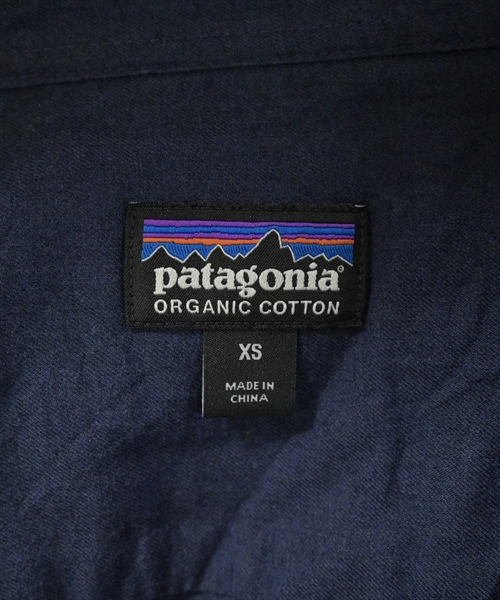 patagonia®
ORGANIC COTTON
XS
MADE IN
CHINA